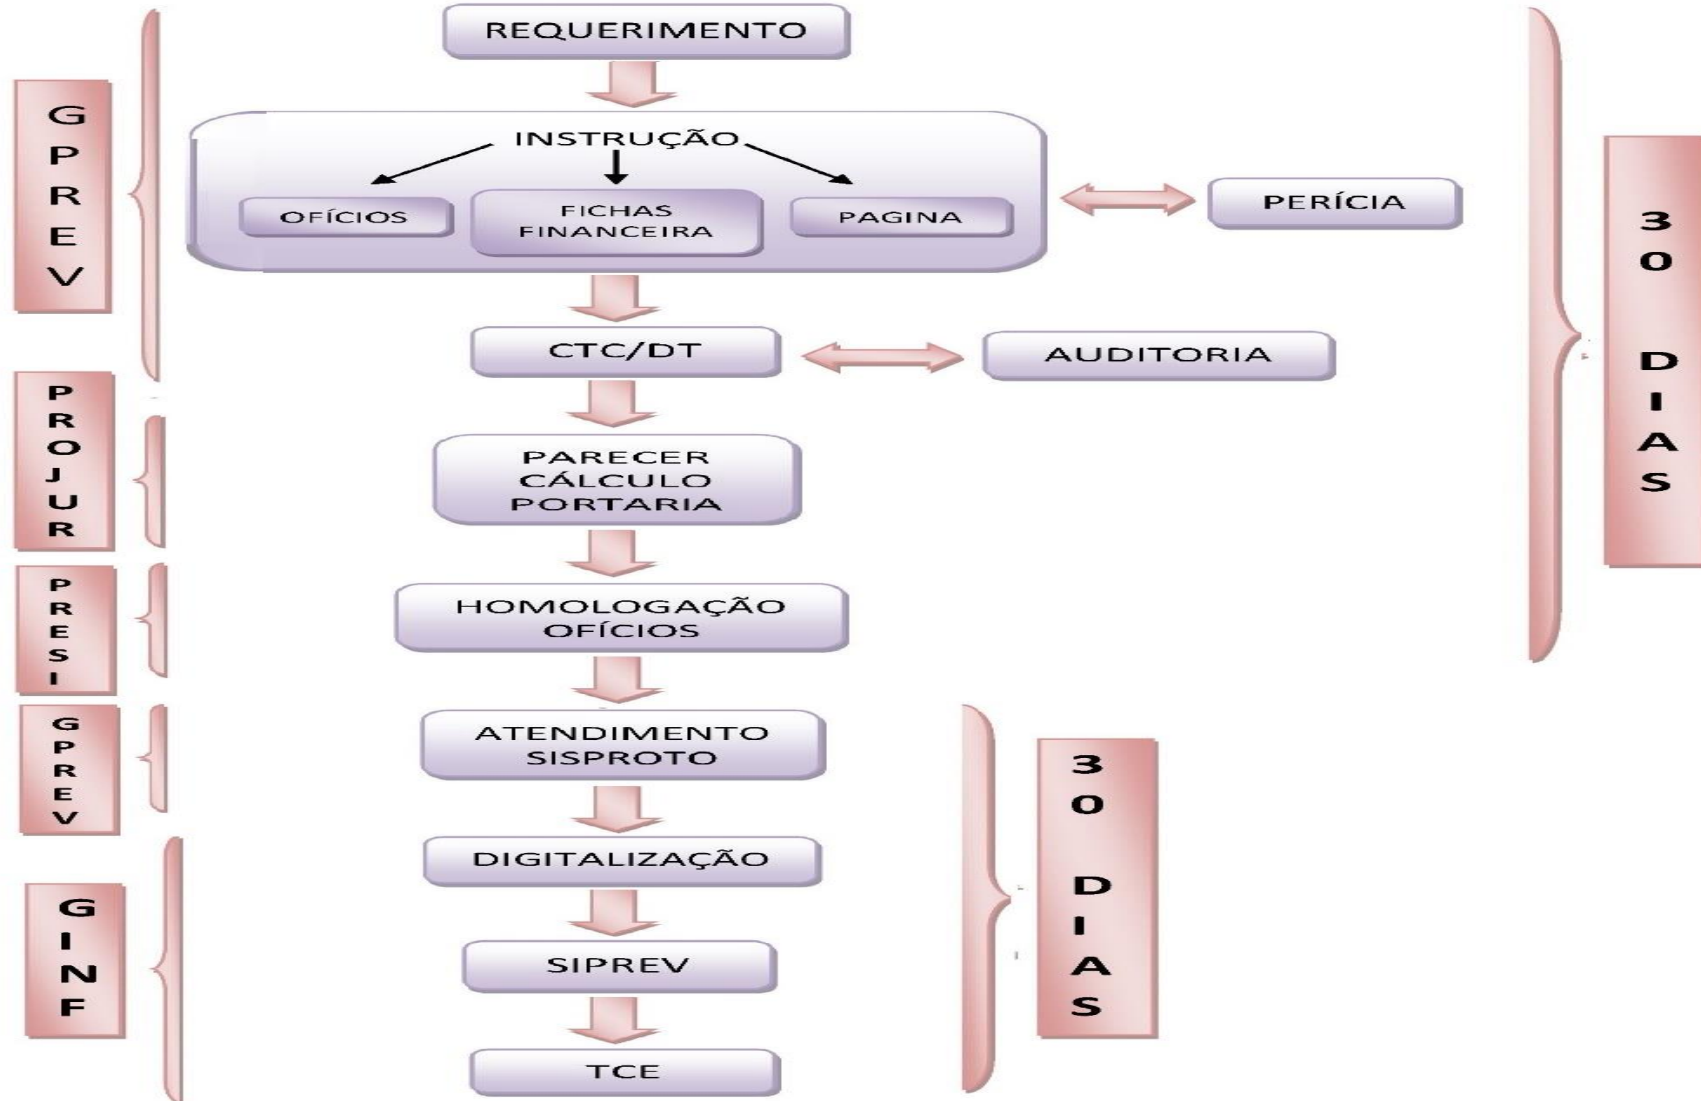 REQUERIMENTO
GPREV
INSTRUÇÃO
OFÍCIOS
FICHAS
FINANCEIRA
PAGINA
PERÍCIA
30 DIAS
CTC/DT
AUDITORIA
PROJUR
PARECER
CÁLCULO
PORTARIA
PRESI
HOMOLOGAÇÃO
OFÍCIOS
GPREV
ATENDIMENTO
SISPROTO
30 DIAS
DIGITALIZAÇÃO
GINF
SIPREV
TCE